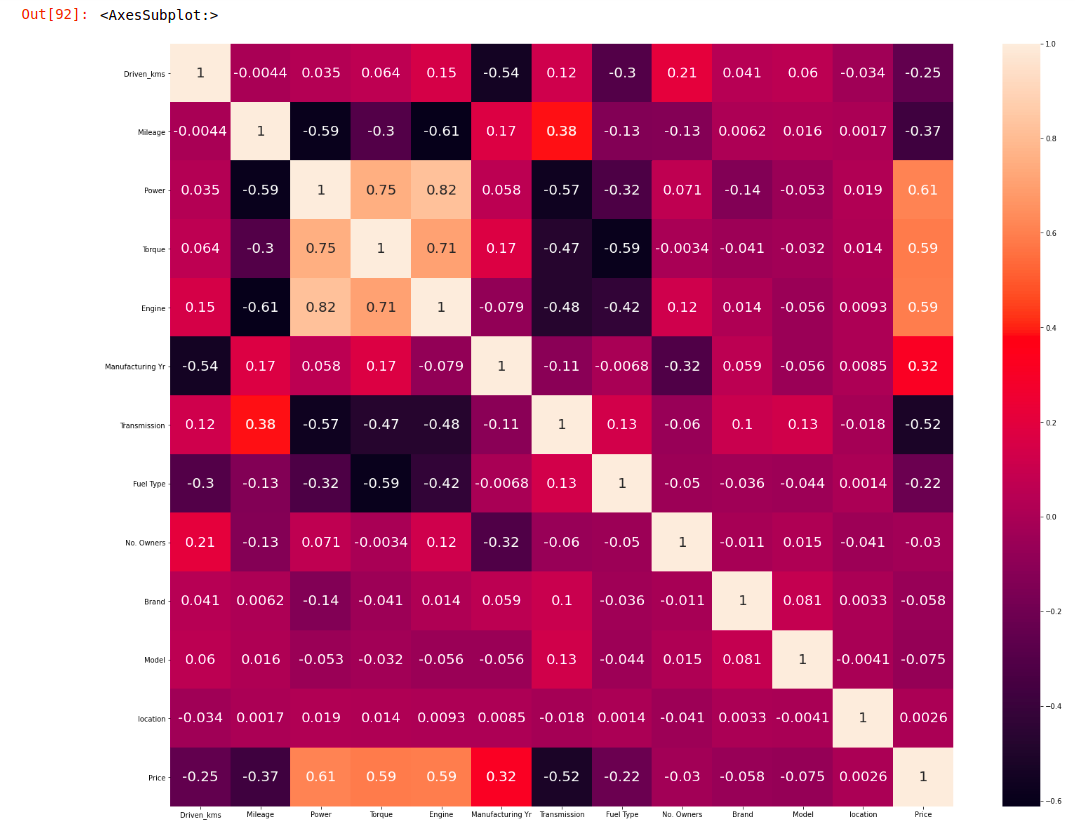 Out[92]: <AxesSubplot:>
1.0
Driven_kms 1 -0.0044 0.035 0.064 0.15 -0.54 0.12 -0.3 0.21 0.041 0.06 -0.034 -0.25
Mileage -0.0044 1 -0.59 -0.3 -0.61 0.17 0.38 -0.13 -0.13 0.0062 0.016 0.0017 -0.37
0.8
Power 0.035 -0.59 1 0.75 0.82 0.058 -0.57 -0.32 0.071 -0.14 -0.053 0.019 0.61
0.6
Torque 0.064 -0.3 0.75 1 0.71 0.17 -0.47 -0.59 -0.0034 -0.041 -0.032 0.014 0.59
Engine 0.15 -0.61 0.82 0.71 1 -0.079 -0.48 -0.42 0.12 0.014 -0.056 0.0093 0.59
0.4
Manufacturing Yr -0.54 0.17 0.058 0.17 -0.079 1 -0.11 -0.0068 -0.32 0.059 -0.056 0.0085 0.32
0.2
Transmission 0.12 0.38 -0.57 -0.47 -0.48 -0.11 1 0.13 -0.06 0.1 0.13 -0.018 -0.52
Fuel Type -0.3 -0.13 -0.32 -0.59 -0.42 -0.0068 0.13 1 -0.05 -0.036 -0.044 0.0014 -0.22
0.0
No. Owners 0.21 -0.13 0.071 -0.0034 0.12 -0.32 -0.06 -0.05 1 -0.011 0.015 -0.041 -0.03
Brand 0.041 0.0062 -0.14 -0.041 0.014 0.059 0.1 -0.036 -0.011 1 0.081 0.0033 -0.058
-0.2
Model 0.06 0.016 -0.053 -0.032 -0.056 -0.056 0.13 -0.044 0.015 0.081 1 -0.0041 -0.075
-0.4
location -0.034 0.0017 0.019 0.014 0.0093 0.0085 -0.018 0.0014 -0.041 0.0033 -0.0041 1 0.0026
Price -0.25 -0.37 0.61 0.59 0.59 0.32 -0.52 -0.22 -0.03 -0.058 -0.075 0.0026 1
-0.6
Driven_kms Mileage Power Torque Engine Manufacturing Yr Transmission Fuel Type No. Owners Brand Model location Price